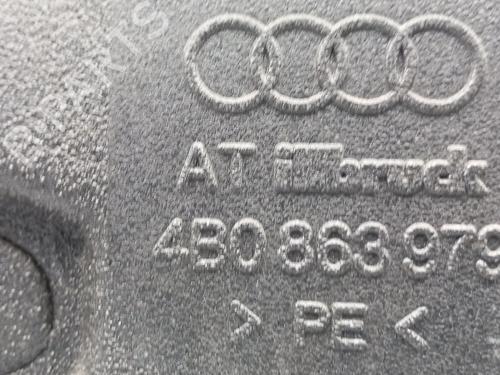 AT
4B0 863 979
> PE <